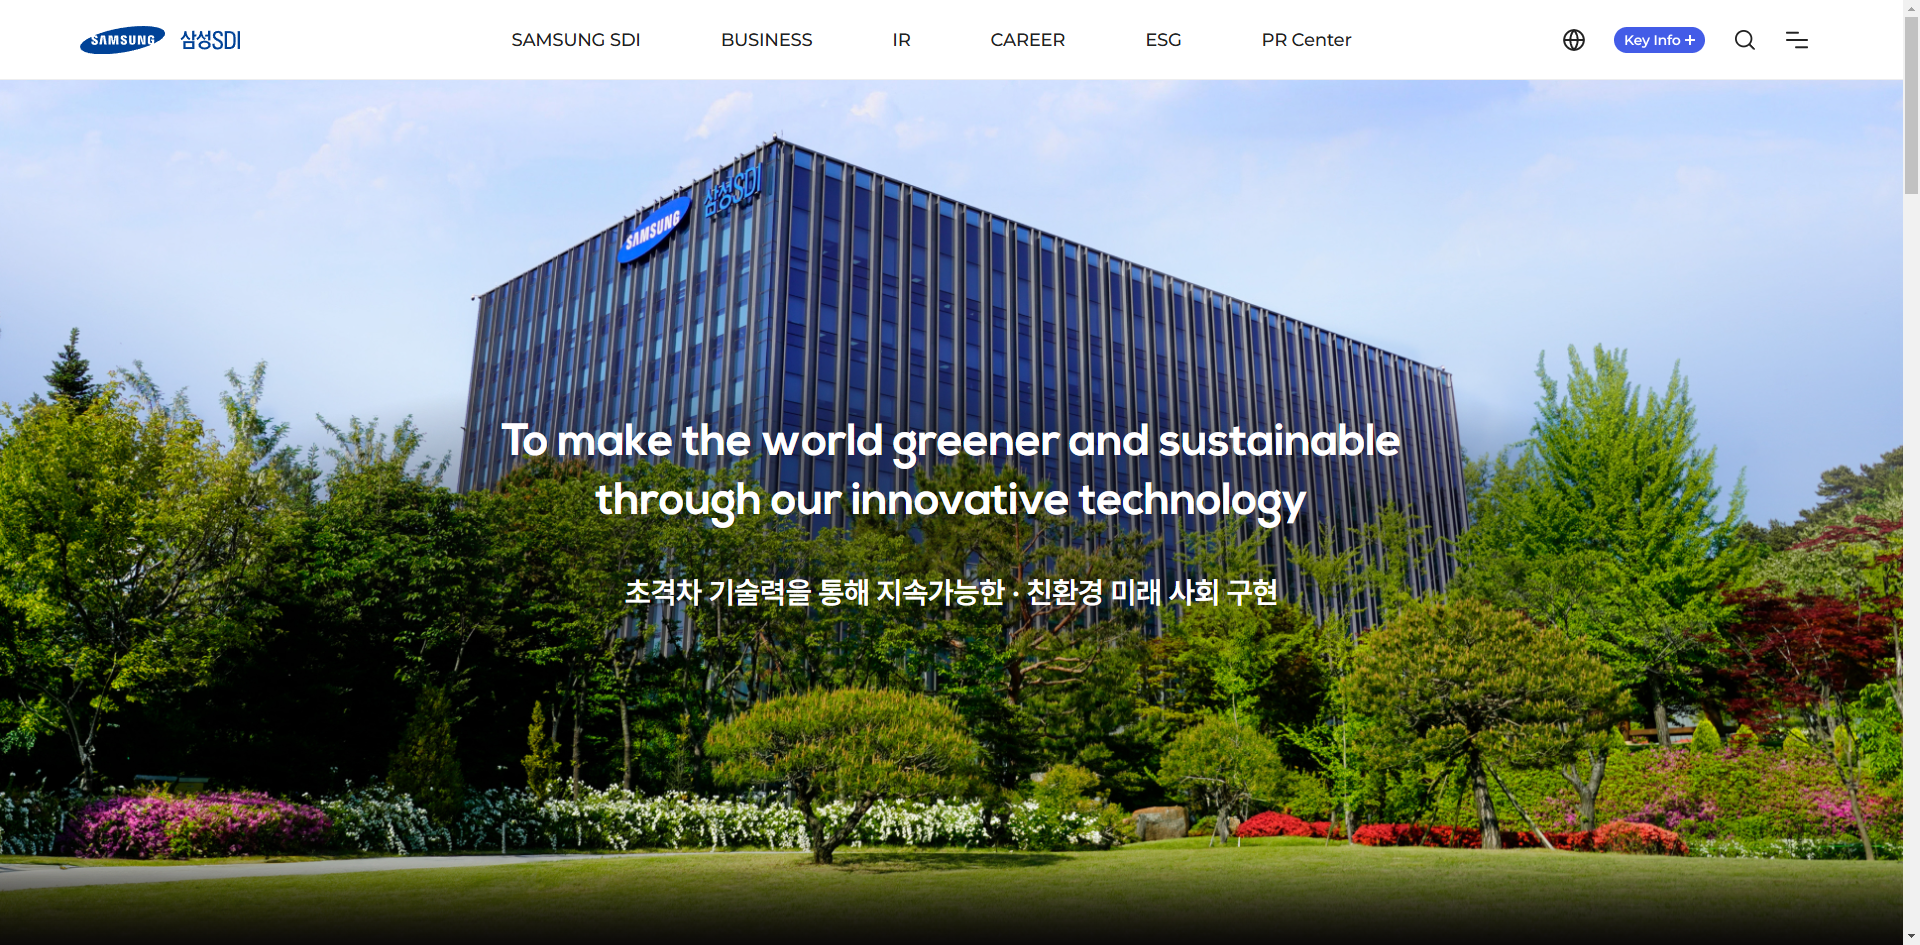 SAMSUNG 삼성SDI
SAMSUNG SDI BUSINESS IR CAREER ESG PR Center
Key Info +
삼성SDI
SAMSUNG
To make the world greener and sustainable
through our innovative technology
초격차 기술력을 통해 지속가능한 · 친환경 미래 사회 구현